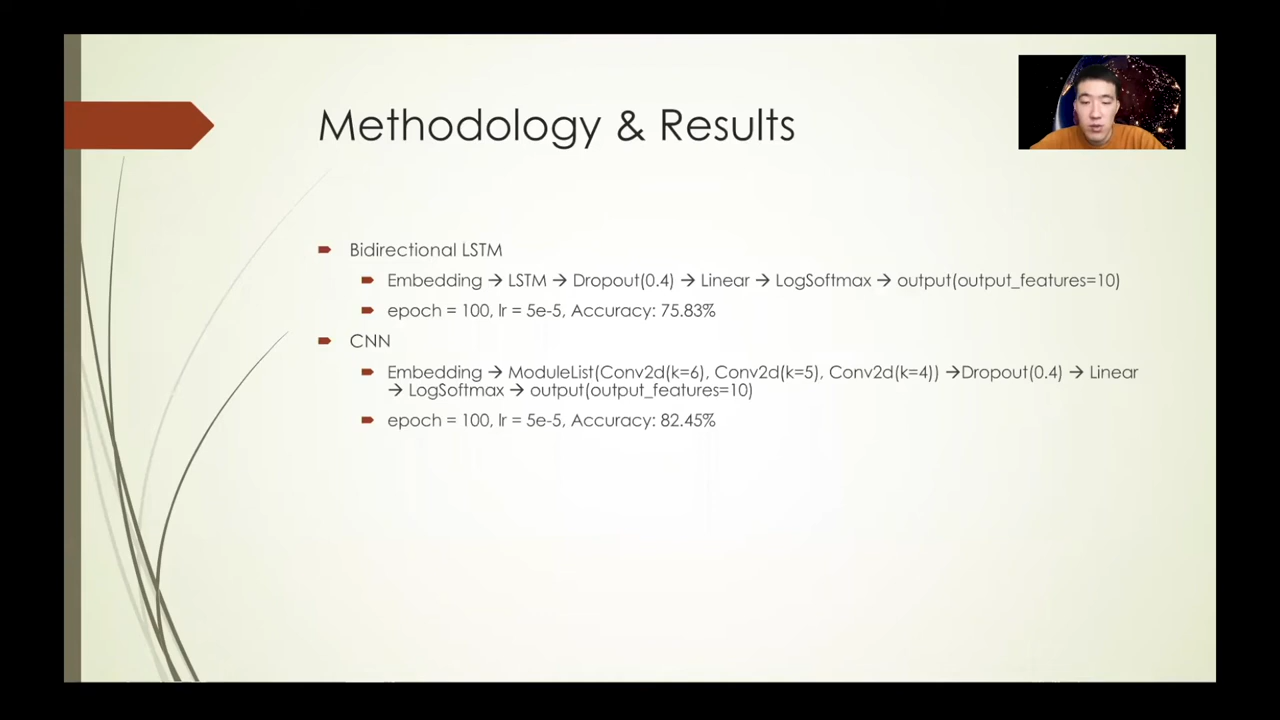 Methodology & Results
Bidirectional LSTM
Embedding → LSTM → Dropout(0.4) → Linear → LogSoftmax → output(output_features=10)
epoch = 100, lr = 5e-5, Accuracy: 75.83%
CNN
Embedding → ModuleList(Conv2d(k=6), Conv2d(k=5), Conv2d(k=4)) →Dropout(0.4) → Linear
→ LogSoftmax → output(output_features=10)
epoch = 100, lr = 5e-5, Accuracy: 82.45%